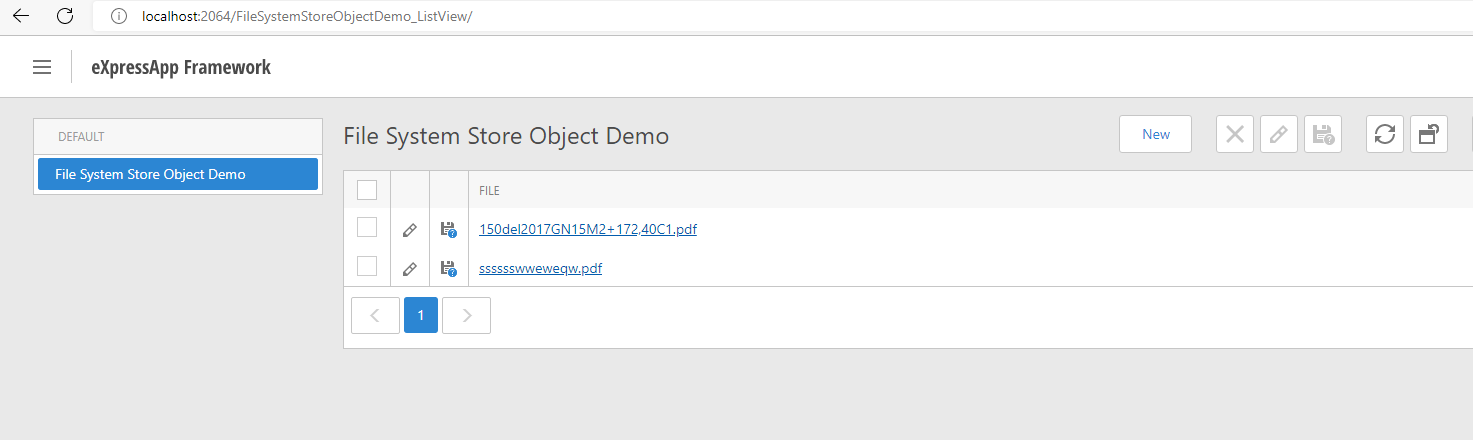 localhost:2064/FileSystemStoreObjectDemo_ListView/
eXpressApp Framework
DEFAULT
File System Store Object Demo
File System Store Object Demo
New
FILE
150del2017GN15M2+172,40C1.pdf
sssssswweweqw.pdf
1